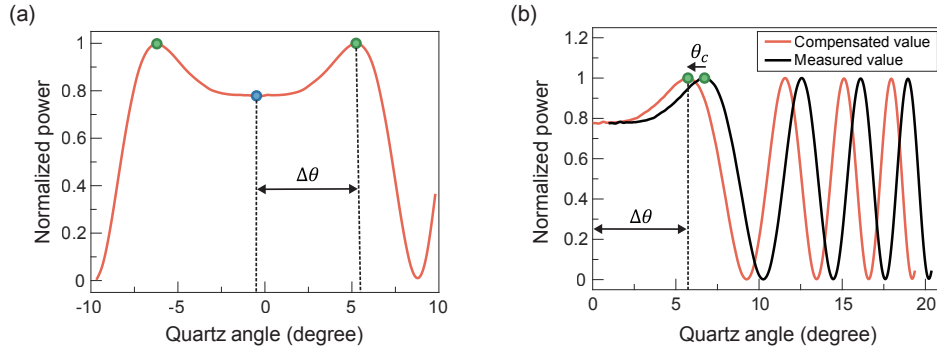 (a)
Normalized power
1
0.8
0.6
0.4
0.2
0
Δθ
-10
-5
0
5
10
Quartz angle (degree)
(b)
Normalized power
1.2
1
0.8
0.6
0.4
0.2
0
θc
Compensated value
Measured value
Δθ
0
5
10
15
20
Quartz angle (degree)